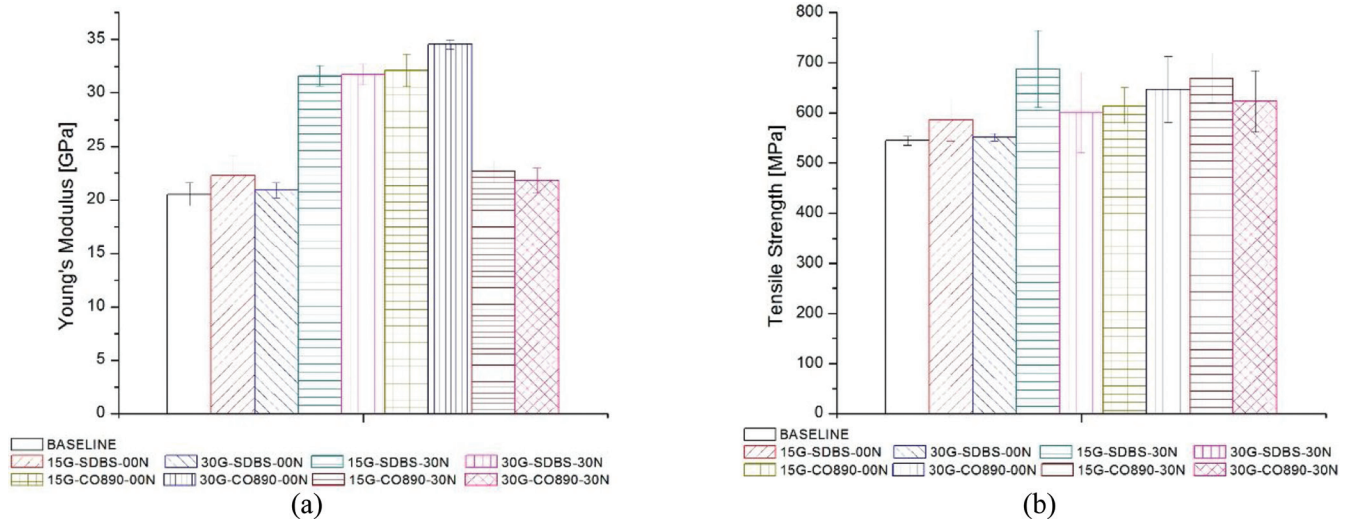 35
30
25
20
15
10
5
0
Young's Modulus [GPa]
BASELINE
15G-SDBS-00N 30G-SDBS-00N 15G-SDBS-30N 30G-SDBS-30N
15G-CO890-00N 30G-CO890-00N 15G-CO890-30N 30G-CO890-30N
(a)
800
700
600
500
400
300
200
100
0
Tensile Strength [MPa]
BASELINE
15G-SDBS-00N 30G-SDBS-00N 15G-SDBS-30N 30G-SDBS-30N
15G-CO890-00N 30G-CO890-00N 15G-CO890-30N 30G-CO890-30N
(b)